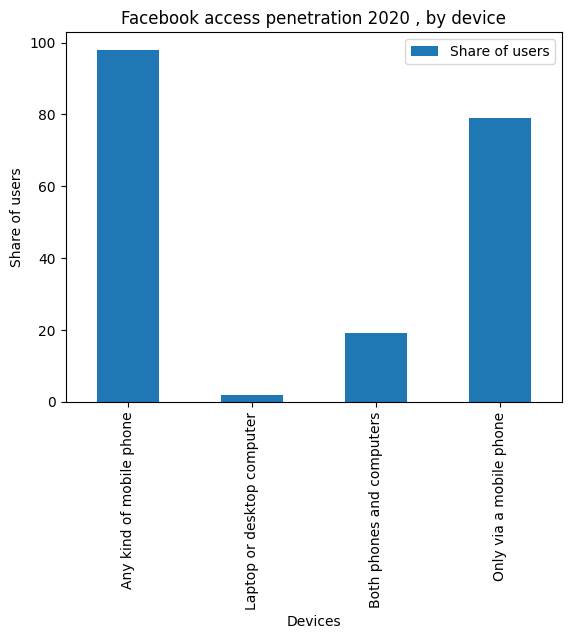 Facebook access penetration 2020 , by device
Share of users
Share of users
100
80
60
40
20
0
Any kind of mobile phone
Laptop or desktop computer
Both phones and computers
Only via a mobile phone
Devices